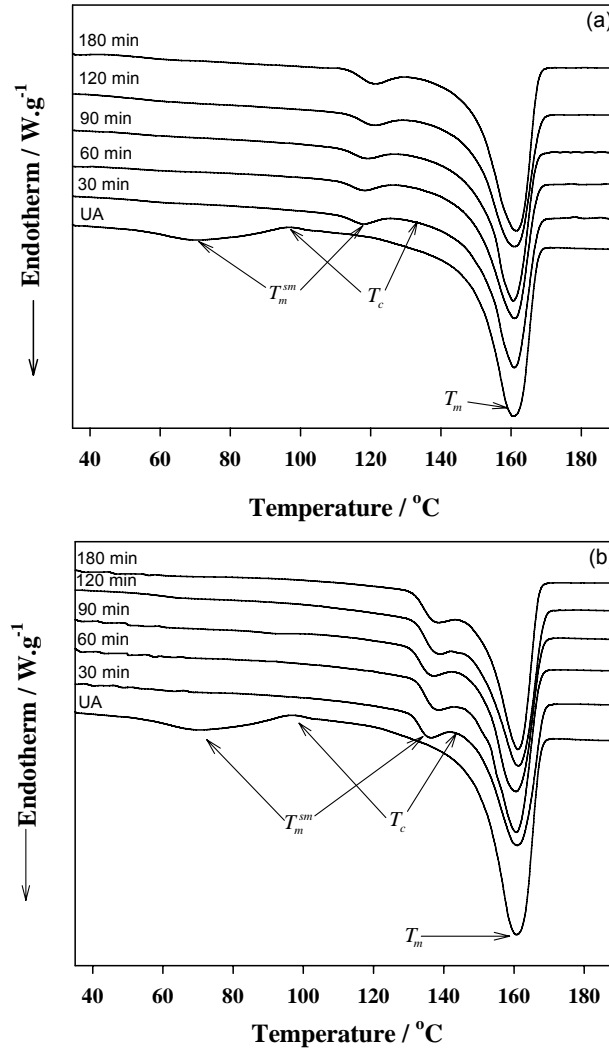 (a)
180 min
120 min
90 min
60 min
30 min
UA
T_m^{sm}
T_c
T_m
Endotherm / W.g⁻¹
40 60 80 100 120 140 160 180
Temperature / °C
(b
180 min
120 min
90 min
60 min
30 min
UA
T_m^{sm}
T_c
T_m
Endotherm / W.g⁻¹
40 60 80 100 120 140 160 180
Temperature / °C